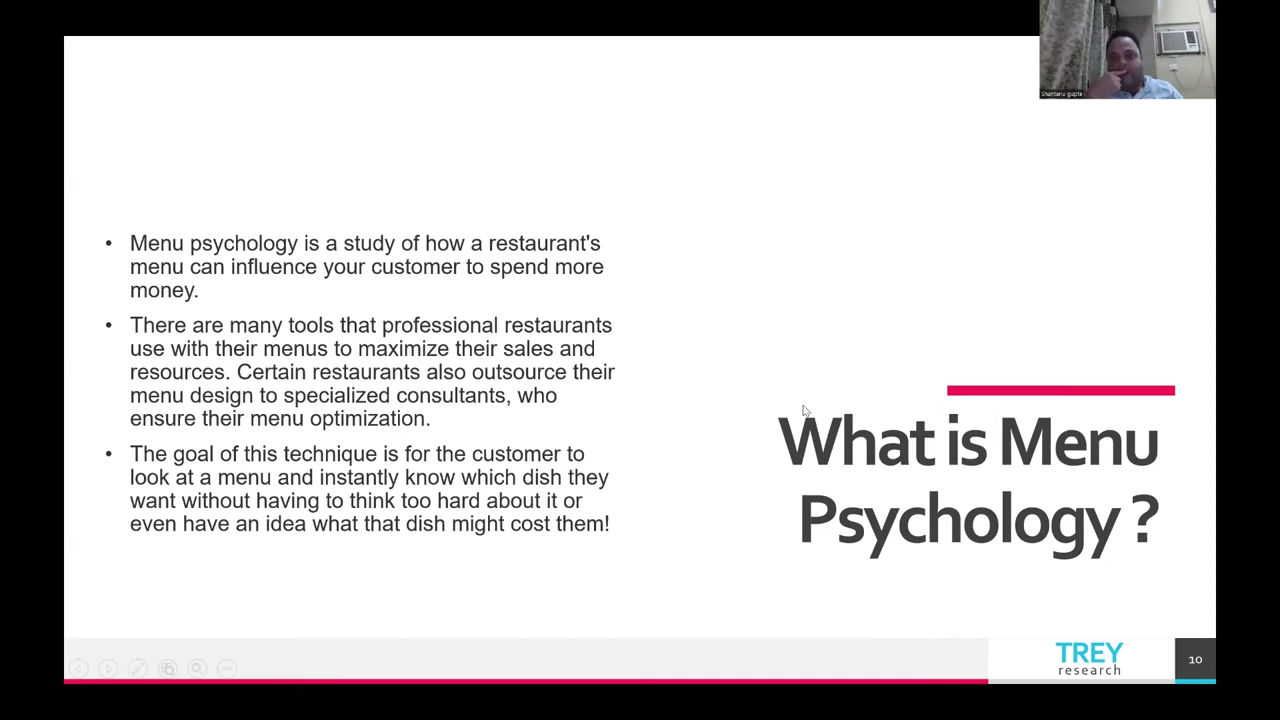 Shantanu gupta
• Menu psychology is a study of how a restaurant's
menu can influence your customer to spend more
money.
• There are many tools that professional restaurants
use with their menus to maximize their sales and
resources. Certain restaurants also outsource their
menu design to specialized consultants, who
ensure their menu optimization.
• The goal of this technique is for the customer to
look at a menu and instantly know which dish they
want without having to think too hard about it or
even have an idea what that dish might cost them!
What is Menu
Psychology ?
TREY
research
10